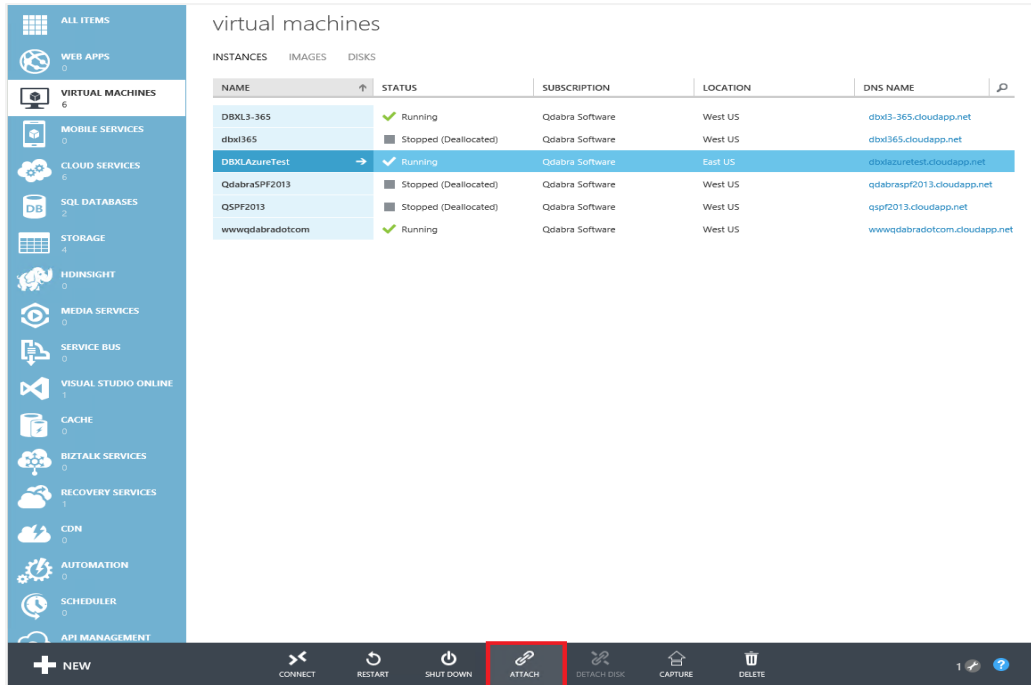 ALL ITEMS
WEB APPS
0
VIRTUAL MACHINES
6
MOBILE SERVICES
0
CLOUD SERVICES
6
SQL DATABASES
2
STORAGE
4
HDINSIGHT
0
MEDIA SERVICES
0
SERVICE BUS
0
VISUAL STUDIO ONLINE
1
CACHE
0
BIZTALK SERVICES
0
RECOVERY SERVICES
1
CDN
0
AUTOMATION
0
SCHEDULER
0
API MANAGEMENT
DB
virtual machines
INSTANCES IMAGES DISKS
NAME STATUS SUBSCRIPTION LOCATION DNS NAME
DBXL3-365 Running Qdabra Software West US dbxl3-365.cloudapp.net
dbxl365 Stopped (Deallocated) Qdabra Software West US dbxl365.cloudapp.net
DBXLAzureTest Running Qdabra Software East US dbxlazuretest.cloudapp.net
QdabraSPF2013 Stopped (Deallocated) Qdabra Software West US qdabraspf2013.cloudapp.net
QSPF2013 Stopped (Deallocated) Qdabra Software West US qspf2013.cloudapp.net
wwwqdabradotcom Running Qdabra Software West US wwwqdabradotcom.cloudapp.net
NEW CONNECT RESTART SHUT DOWN ATTACH DETACH DISK CAPTURE DELETE 1 ?